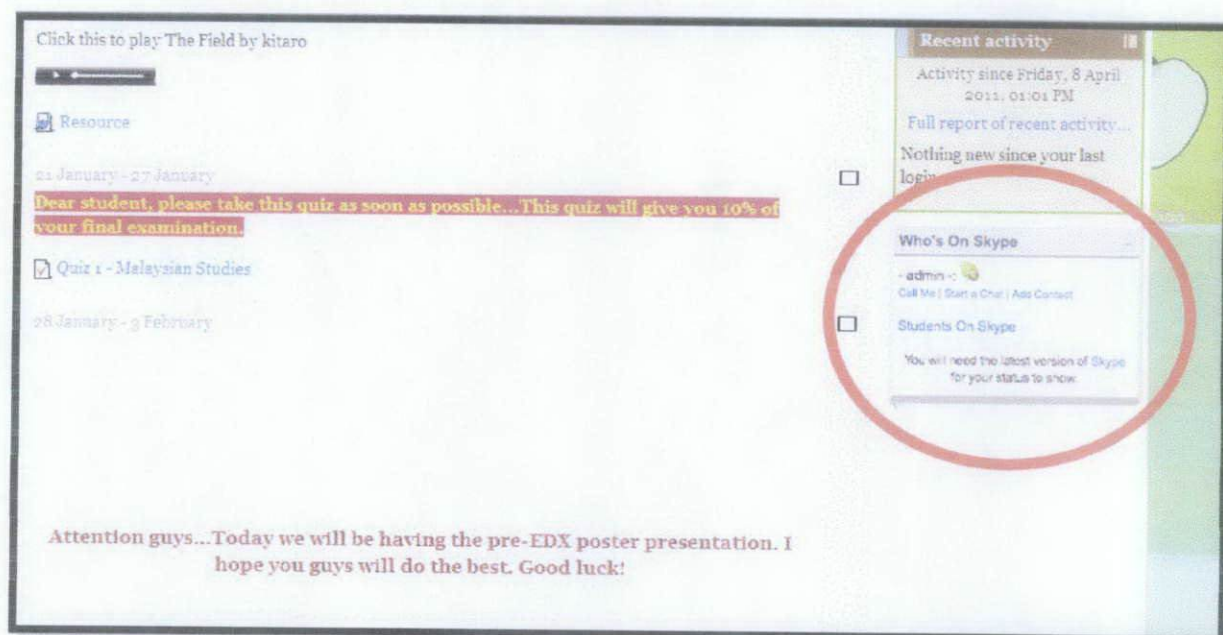 Click this to play The Field by kitaro
Resource
21 January - 27 January
Dear student, please take this quiz as soon as possible...This quiz will give you 10% of
your final examination.
Quiz 1 - Malaysian Studies
28 January - 3 February
Attention guys...Today we will be having the pre-EDX poster presentation. I
hope you guys will do the best. Good luck!
Recent activity
Activity since Friday, 8 April
2011, 01:01 PM
Full report of recent activity...
Nothing new since your last
login
Who's On Skype
- admin -:
Call Me | Start a Chat | Add Contact
Students On Skype
You will need the latest version of Skype
for your status to show.